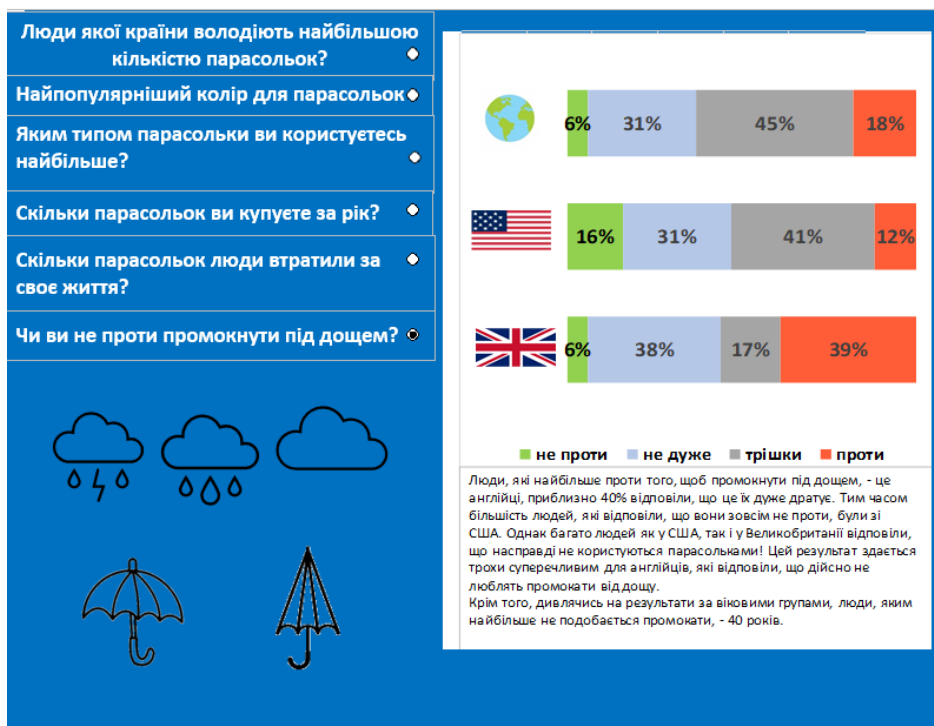 Люди якої країни володіють найбільшою
кількістю парасольок?
Найпопулярніший колір для парасольок
Яким типом парасольки ви користуєтесь
найбільше?
Скільки парасольок ви купуєте за рік?
Скільки парасольок люди втратили за
своє життя?
Чи ви не проти промокнути під дощем?
6% 31% 45% 18%
16% 31% 41% 12%
6% 38% 17% 39%
не проти не дуже трішки проти
Люди, які найбільше проти того, щоб промокнути під дощем, - це
англійці, приблизно 40% відповіли, що це їх дуже дратує. Тим часом
більшість людей, які відповіли, що вони зовсім не проти, були зі
США. Однак багато людей як у США, так і у Великобританії відповіли,
що насправді не користуються парасольками! Цей результат здається
трохи суперечливим для англійців, які відповіли, що дійсно не
люблять промокати від дощу.
Крім того, дивлячись на результати за віковими групами, люди, яким
найбільше не подобається промокати, - 40 років.